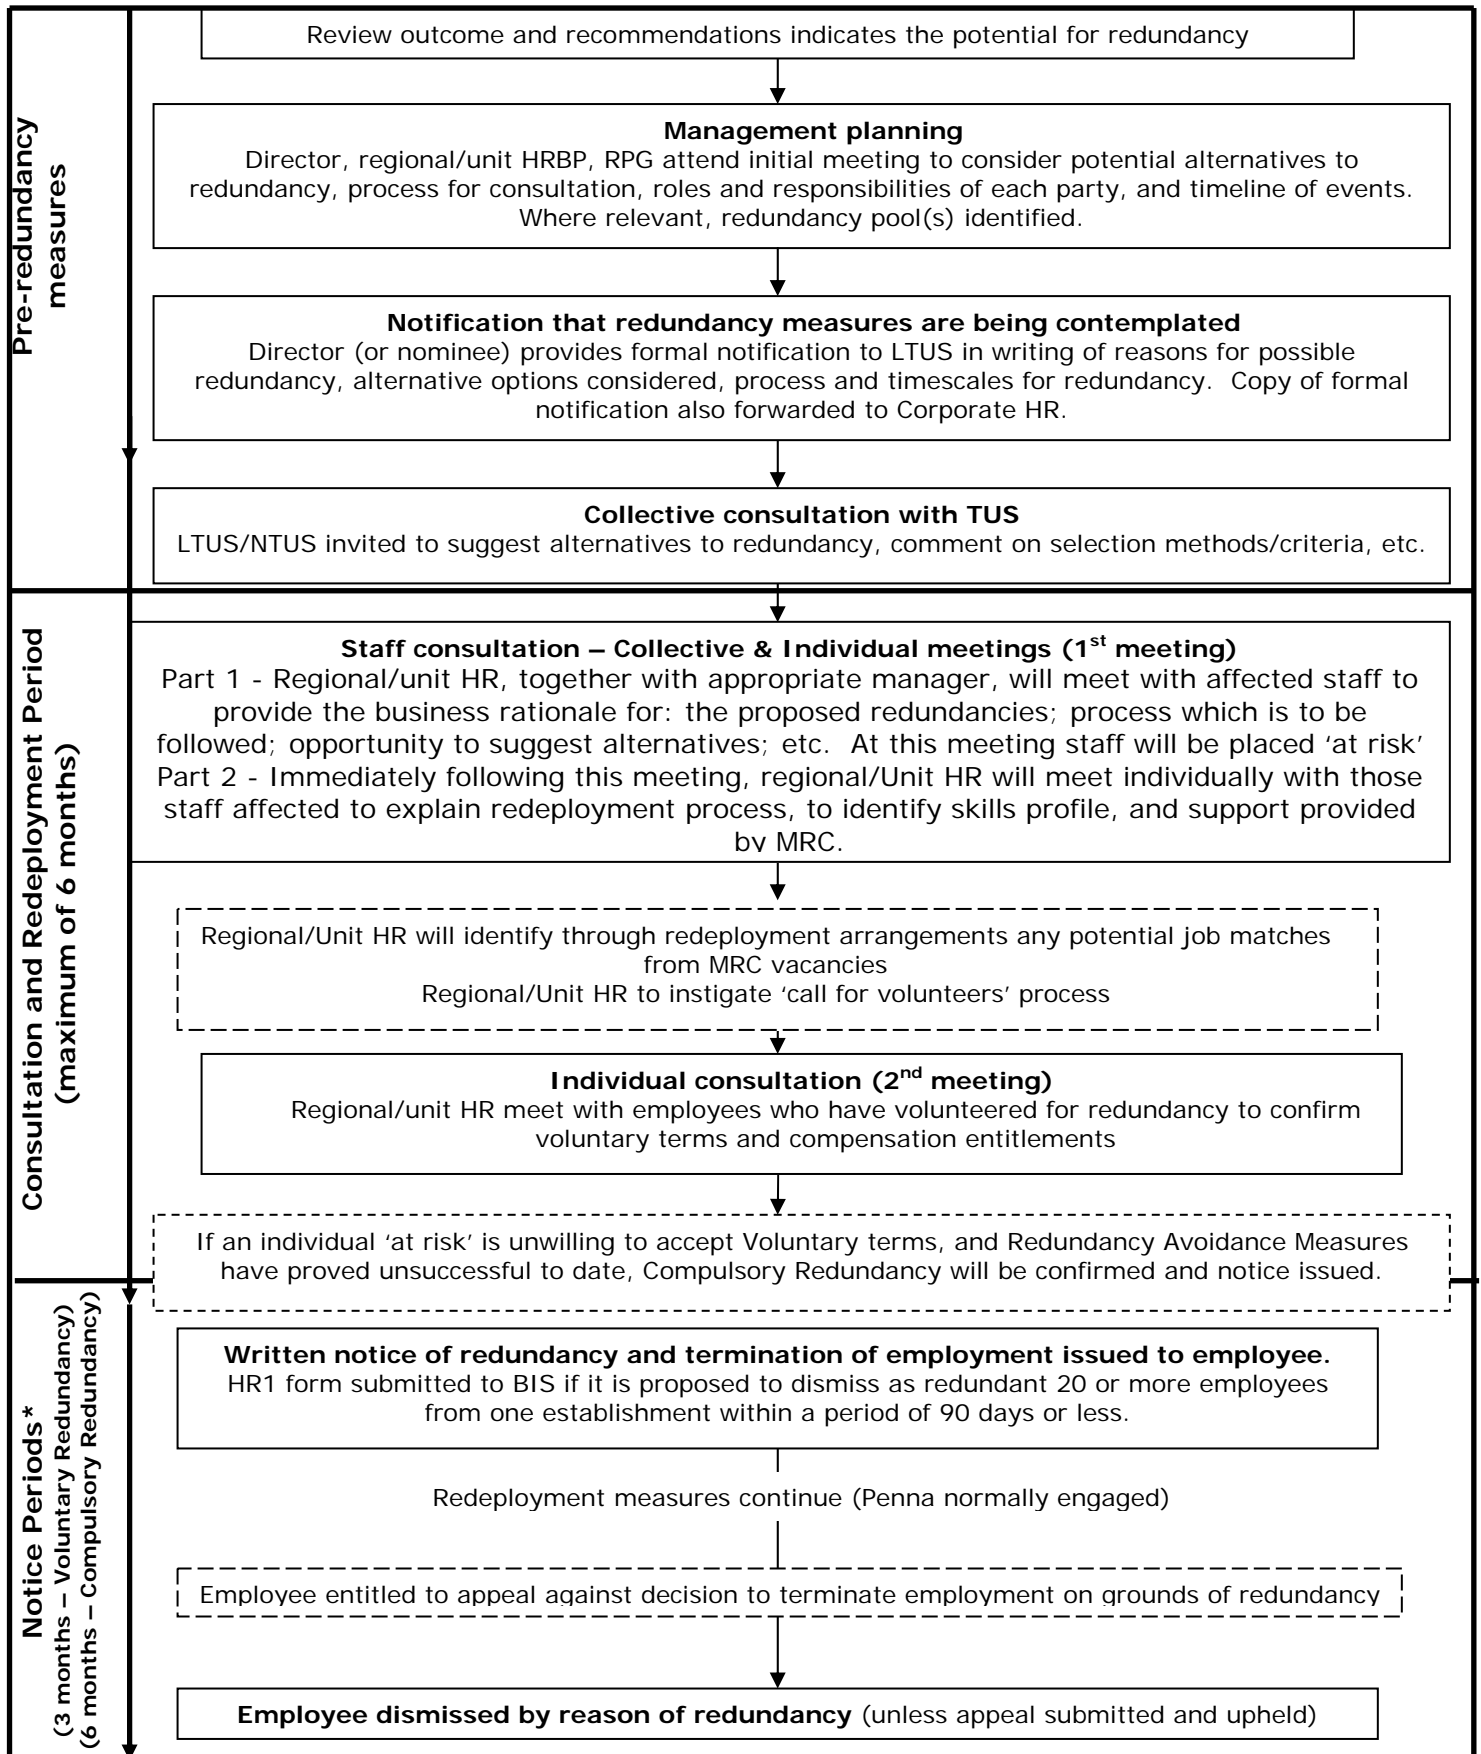 Review outcome and recommendations indicates the potential for redundancy
Pre-redundancy
measures
Management planning
Director, regional/unit HRBP, RPG attend initial meeting to consider potential alternatives to
redundancy, process for consultation, roles and responsibilities of each party, and timeline of events.
Where relevant, redundancy pool(s) identified.
Notification that redundancy measures are being contemplated
Director (or nominee) provides formal notification to LTUS in writing of reasons for possible
redundancy, alternative options considered, process and timescales for redundancy. Copy of formal
notification also forwarded to Corporate HR.
Collective consultation with TUS
LTUS/NTUS invited to suggest alternatives to redundancy, comment on selection methods/criteria, etc.
Consultation and Redeployment Period
(maximum of 6 months)
Staff consultation – Collective & Individual meetings (1st meeting)
Part 1 - Regional/unit HR, together with appropriate manager, will meet with affected staff to
provide the business rationale for: the proposed redundancies; process which is to be
followed; opportunity to suggest alternatives; etc. At this meeting staff will be placed ‘at risk’
Part 2 - Immediately following this meeting, regional/Unit HR will meet individually with those
staff affected to explain redeployment process, to identify skills profile, and support provided
by MRC.
Regional/Unit HR will identify through redeployment arrangements any potential job matches
from MRC vacancies
Regional/Unit HR to instigate ‘call for volunteers’ process
Individual consultation (2nd meeting)
Regional/unit HR meet with employees who have volunteered for redundancy to confirm
voluntary terms and compensation entitlements
If an individual ‘at risk’ is unwilling to accept Voluntary terms, and Redundancy Avoidance Measures
have proved unsuccessful to date, Compulsory Redundancy will be confirmed and notice issued.
Notice Periods*
(3 months – Voluntary Redundancy)
(6 months – Compulsory Redundancy)
Written notice of redundancy and termination of employment issued to employee.
HR1 form submitted to BIS if it is proposed to dismiss as redundant 20 or more employees
from one establishment within a period of 90 days or less.
Redeployment measures continue (Penna normally engaged)
Employee entitled to appeal against decision to terminate employment on grounds of redundancy
Employee dismissed by reason of redundancy (unless appeal submitted and upheld)